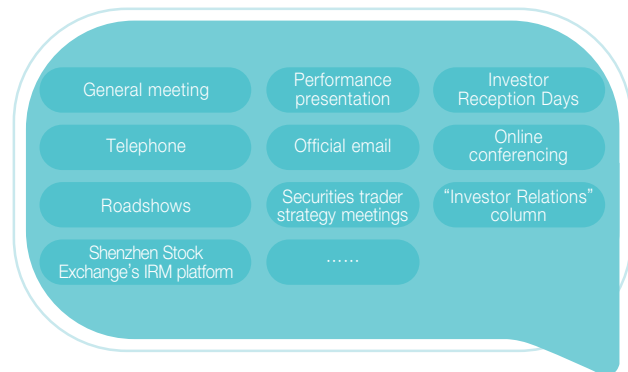 General meeting
Performance
presentation
Investor
Reception Days
Telephone
Official email
Online
conferencing
Roadshows
Securities trader
strategy meetings
“Investor Relations”
column
Shenzhen Stock
Exchange’s IRM platform
……